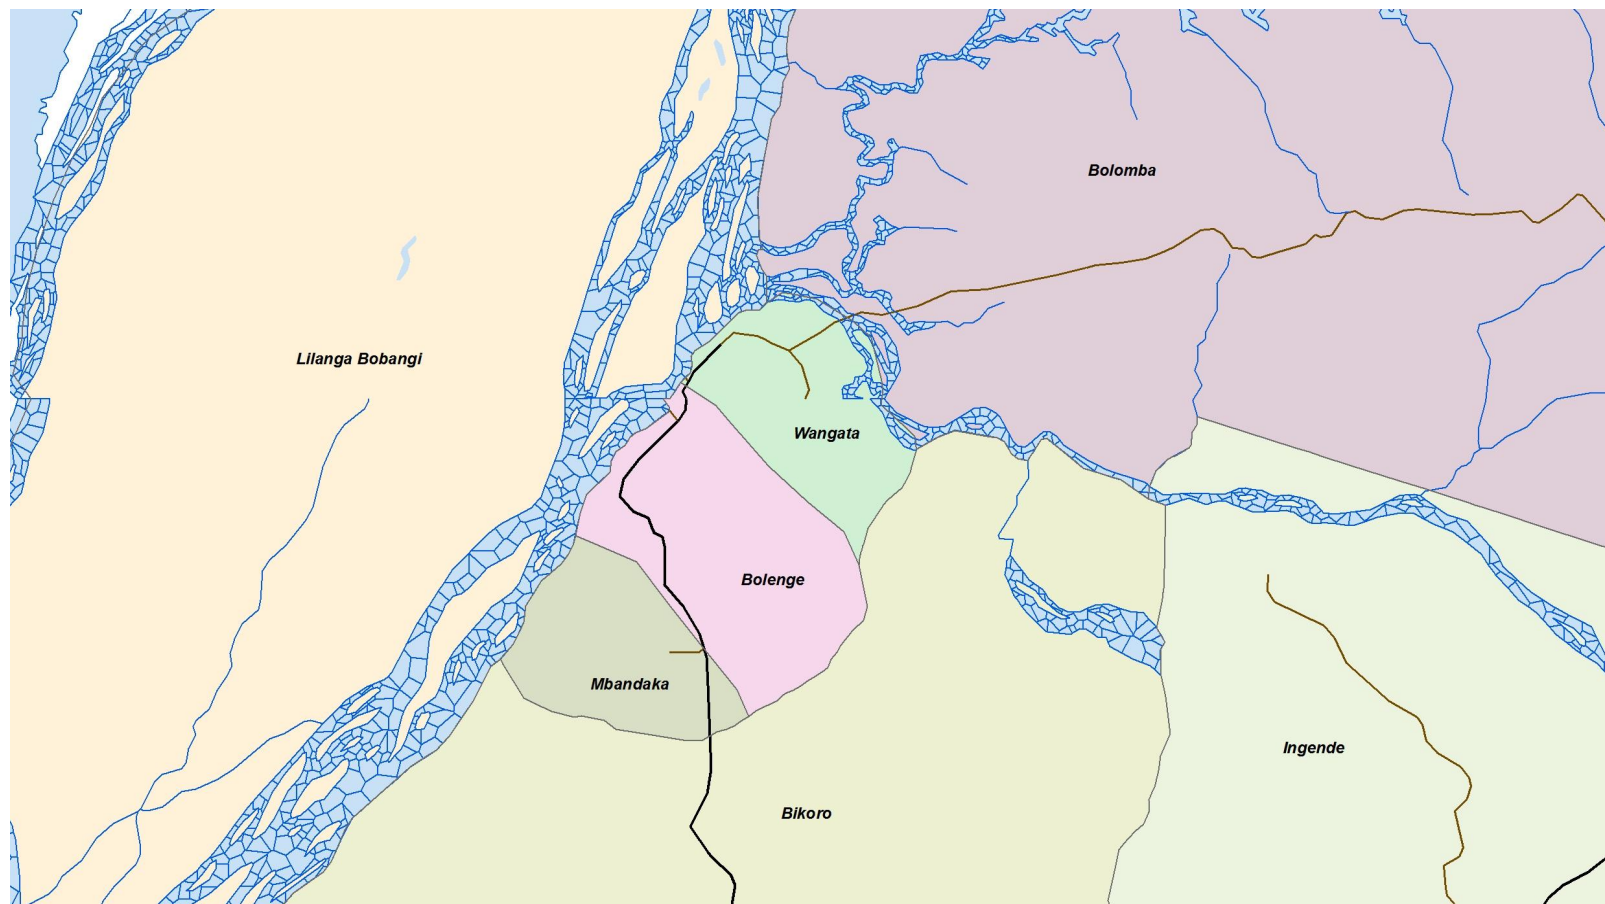 Bolomba
Lilanga Bobangi
Wangata
Bolenge
Mbandaka
Ingende
Bikoro